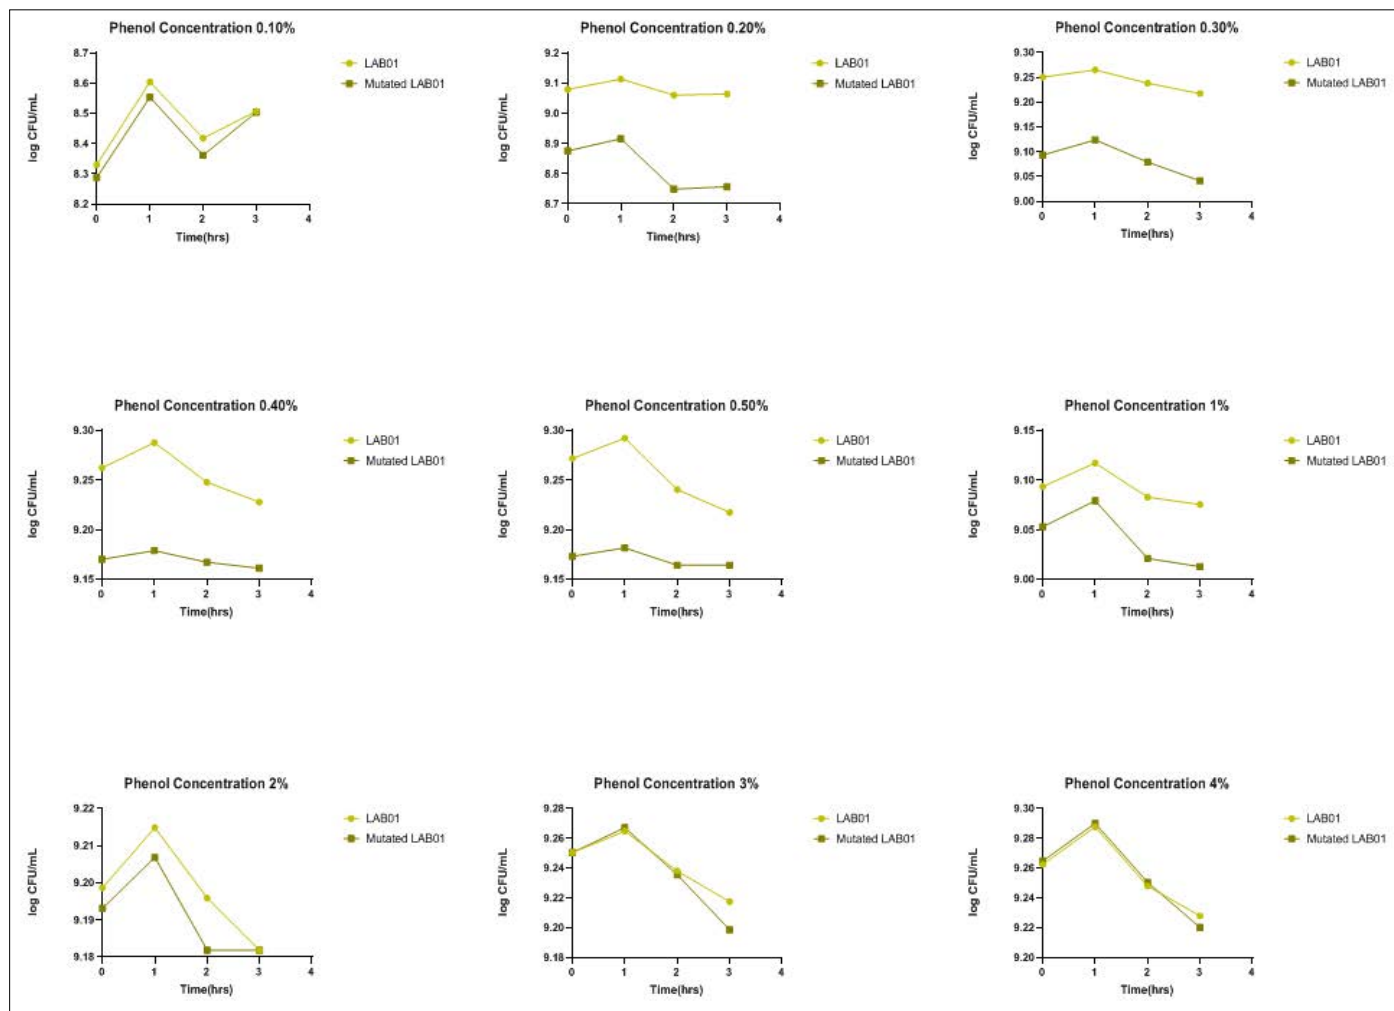 Phenol Concentration 0.10%
8.7
8.6
8.5
8.4
8.3
8.2
log CFU/mL
0 1 2 3 4
Time(hrs)
LAB01
Mutated LAB01
Phenol Concentration 0.20%
9.2
9.1
9.0
8.9
8.8
8.7
log CFU/mL
0 1 2 3 4
Time(hrs)
LAB01
Mutated LAB01
Phenol Concentration 0.30%
9.30
9.25
9.20
9.15
9.10
9.05
9.00
log CFU/mL
0 1 2 3 4
Time(hrs)
LAB01
Mutated LAB01
Phenol Concentration 0.40%
9.30
9.25
9.20
9.15
log CFU/mL
0 1 2 3 4
Time(hrs)
LAB01
Mutated LAB01
Phenol Concentration 0.50%
9.30
9.25
9.20
9.15
log CFU/mL
0 1 2 3 4
Time(hrs)
LAB01
Mutated LAB01
Phenol Concentration 1%
9.15
9.10
9.05
9.00
log CFU/mL
0 1 2 3 4
Time(hrs)
LAB01
Mutated LAB01
Phenol Concentration 2%
9.22
9.21
9.20
9.19
9.18
log CFU/mL
0 1 2 3 4
Time(hrs)
LAB01
Mutated LAB01
Phenol Concentration 3%
9.28
9.26
9.24
9.22
9.20
9.18
log CFU/mL
0 1 2 3 4
Time(hrs)
LAB01
Mutated LAB01
Phenol Concentration 4%
9.30
9.28
9.26
9.24
9.22
9.20
log CFU/mL
0 1 2 3 4
Time(hrs)
LAB01
Mutated LAB01